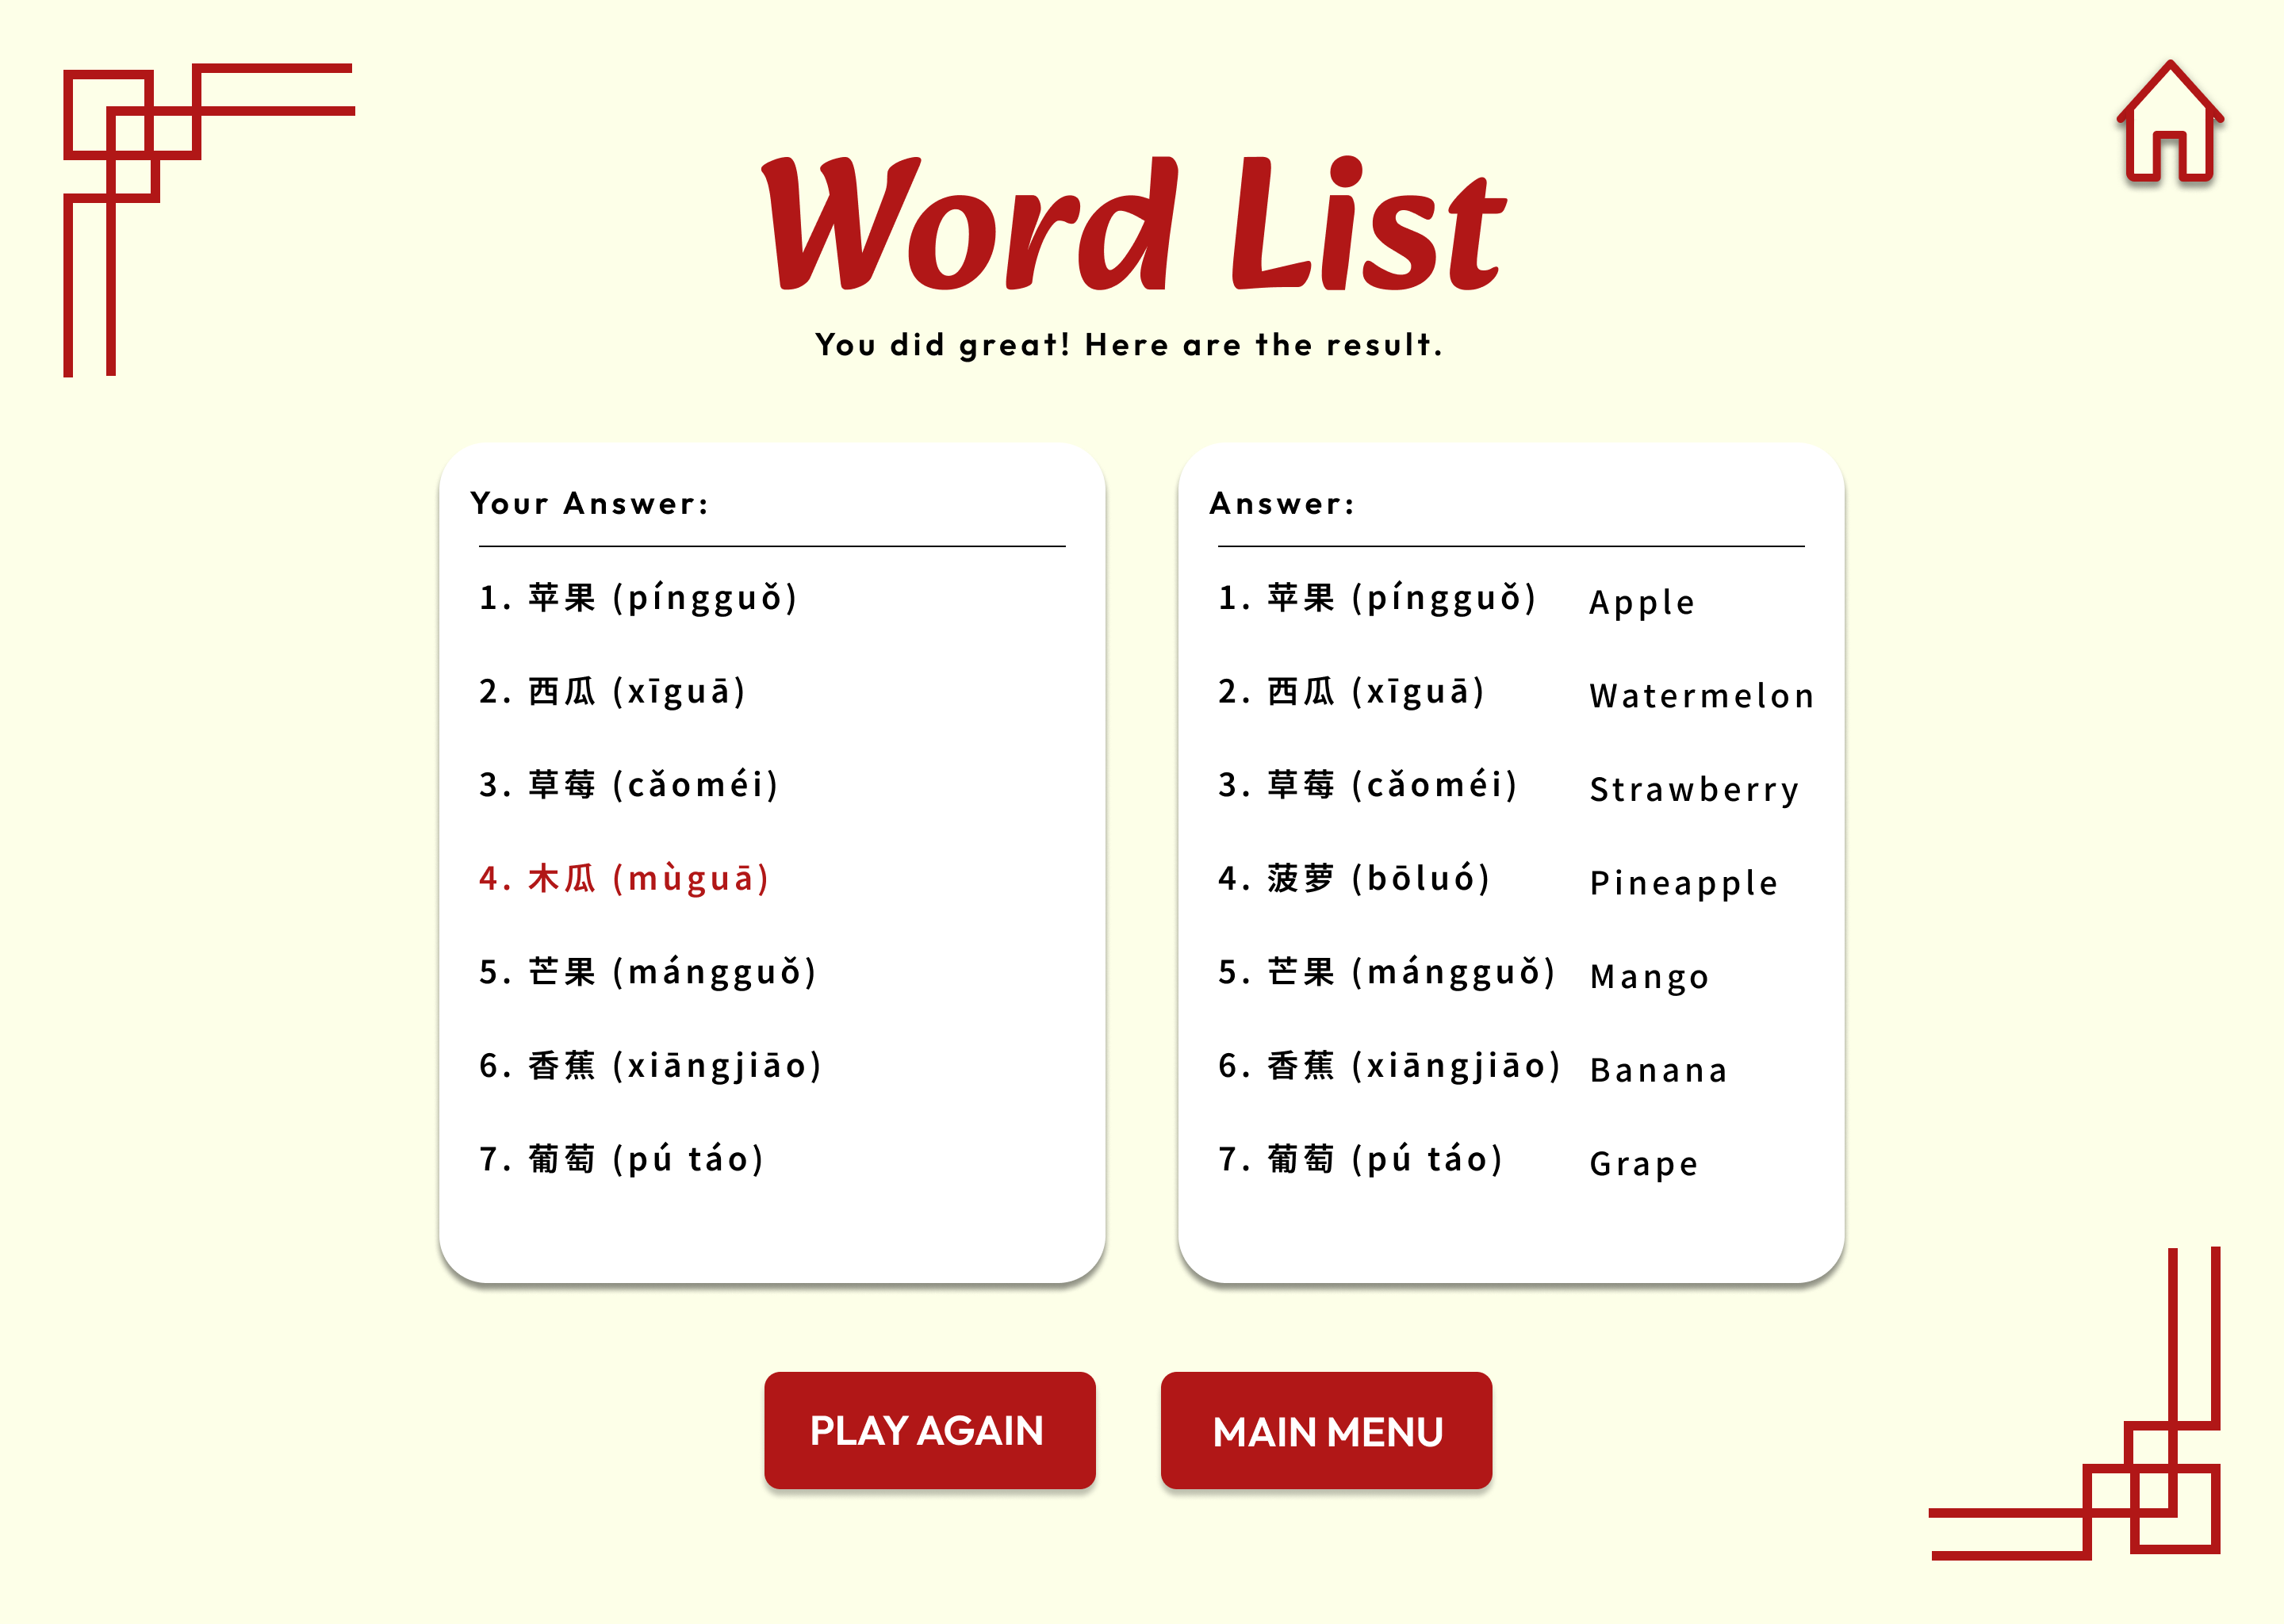 Word List
You did great! Here are the result.
Your Answer:
1. 苹果 (píngguǒ)
2. 西瓜 (xīguā)
3. 草莓 (cǎoméi)
4. 木瓜 (mùguā)
5. 芒果 (mángguǒ)
6. 香蕉 (xiāngjiāo)
7. 葡萄 (pú táo)
Answer:
1. 苹果 (píngguǒ) Apple
2. 西瓜 (xīguā) Watermelon
3. 草莓 (cǎoméi) Strawberry
4. 菠萝 (bōluó) Pineapple
5. 芒果 (mángguǒ) Mango
6. 香蕉 (xiāngjiāo) Banana
7. 葡萄 (pú táo) Grape
PLAY AGAIN
MAIN MENU